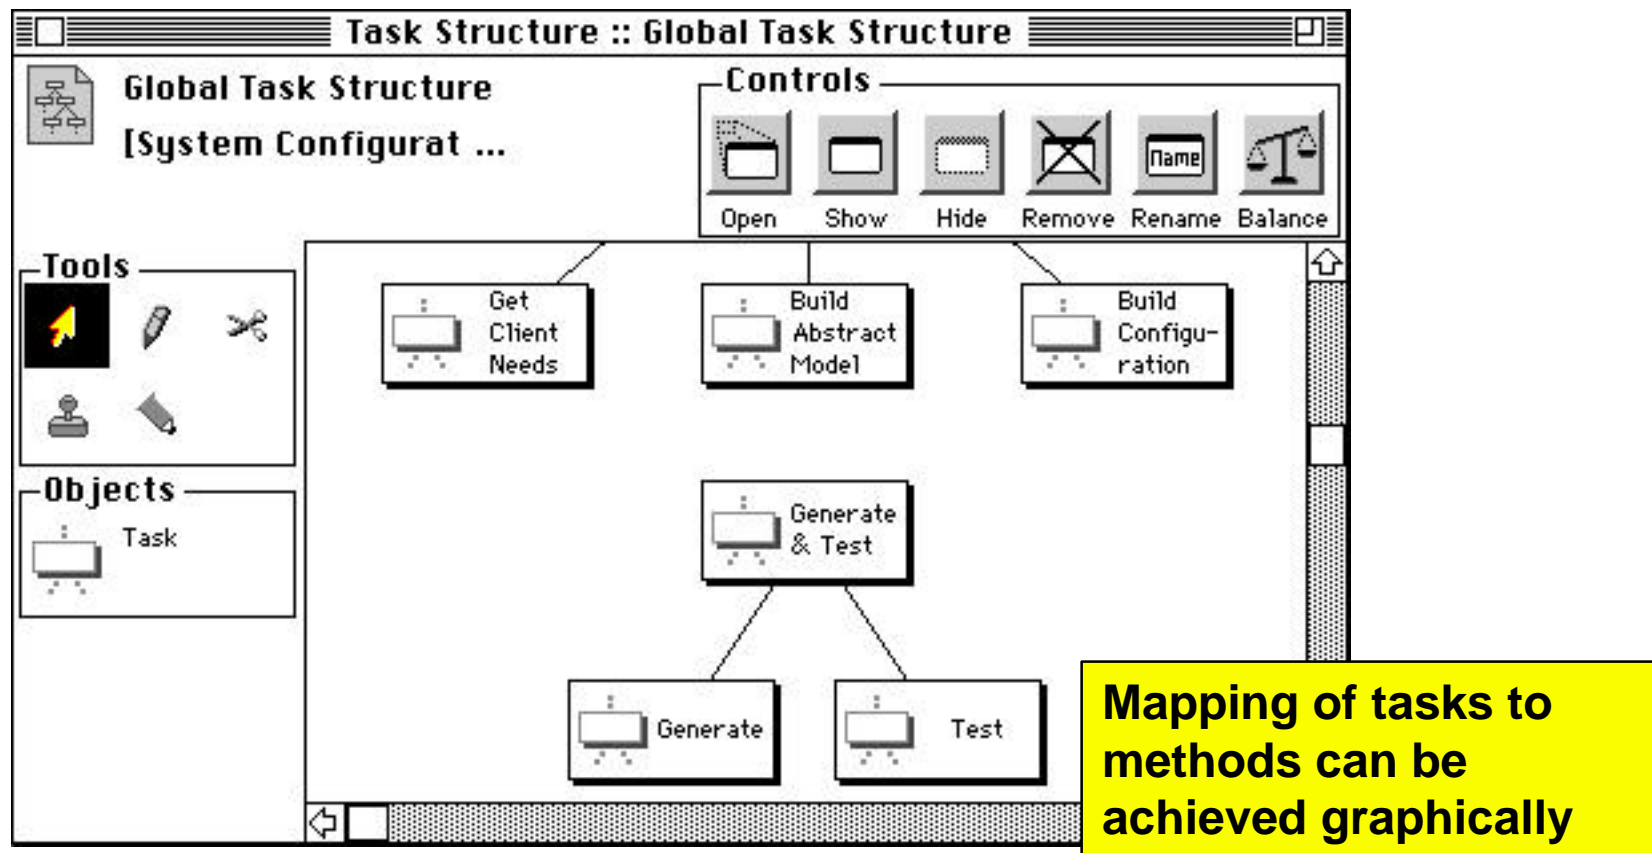 Task Structure :: Global Task Structure
Global Task Structure
[System Configurat ...
Controls
Name
Open Show Hide Remove Rename Balance
Tools
Objects
Task
Get
Client
Needs
Build
Abstract
Model
Build
Configu-
ration
Generate
& Test
Generate
Test
Mapping of tasks to
methods can be
achieved graphically